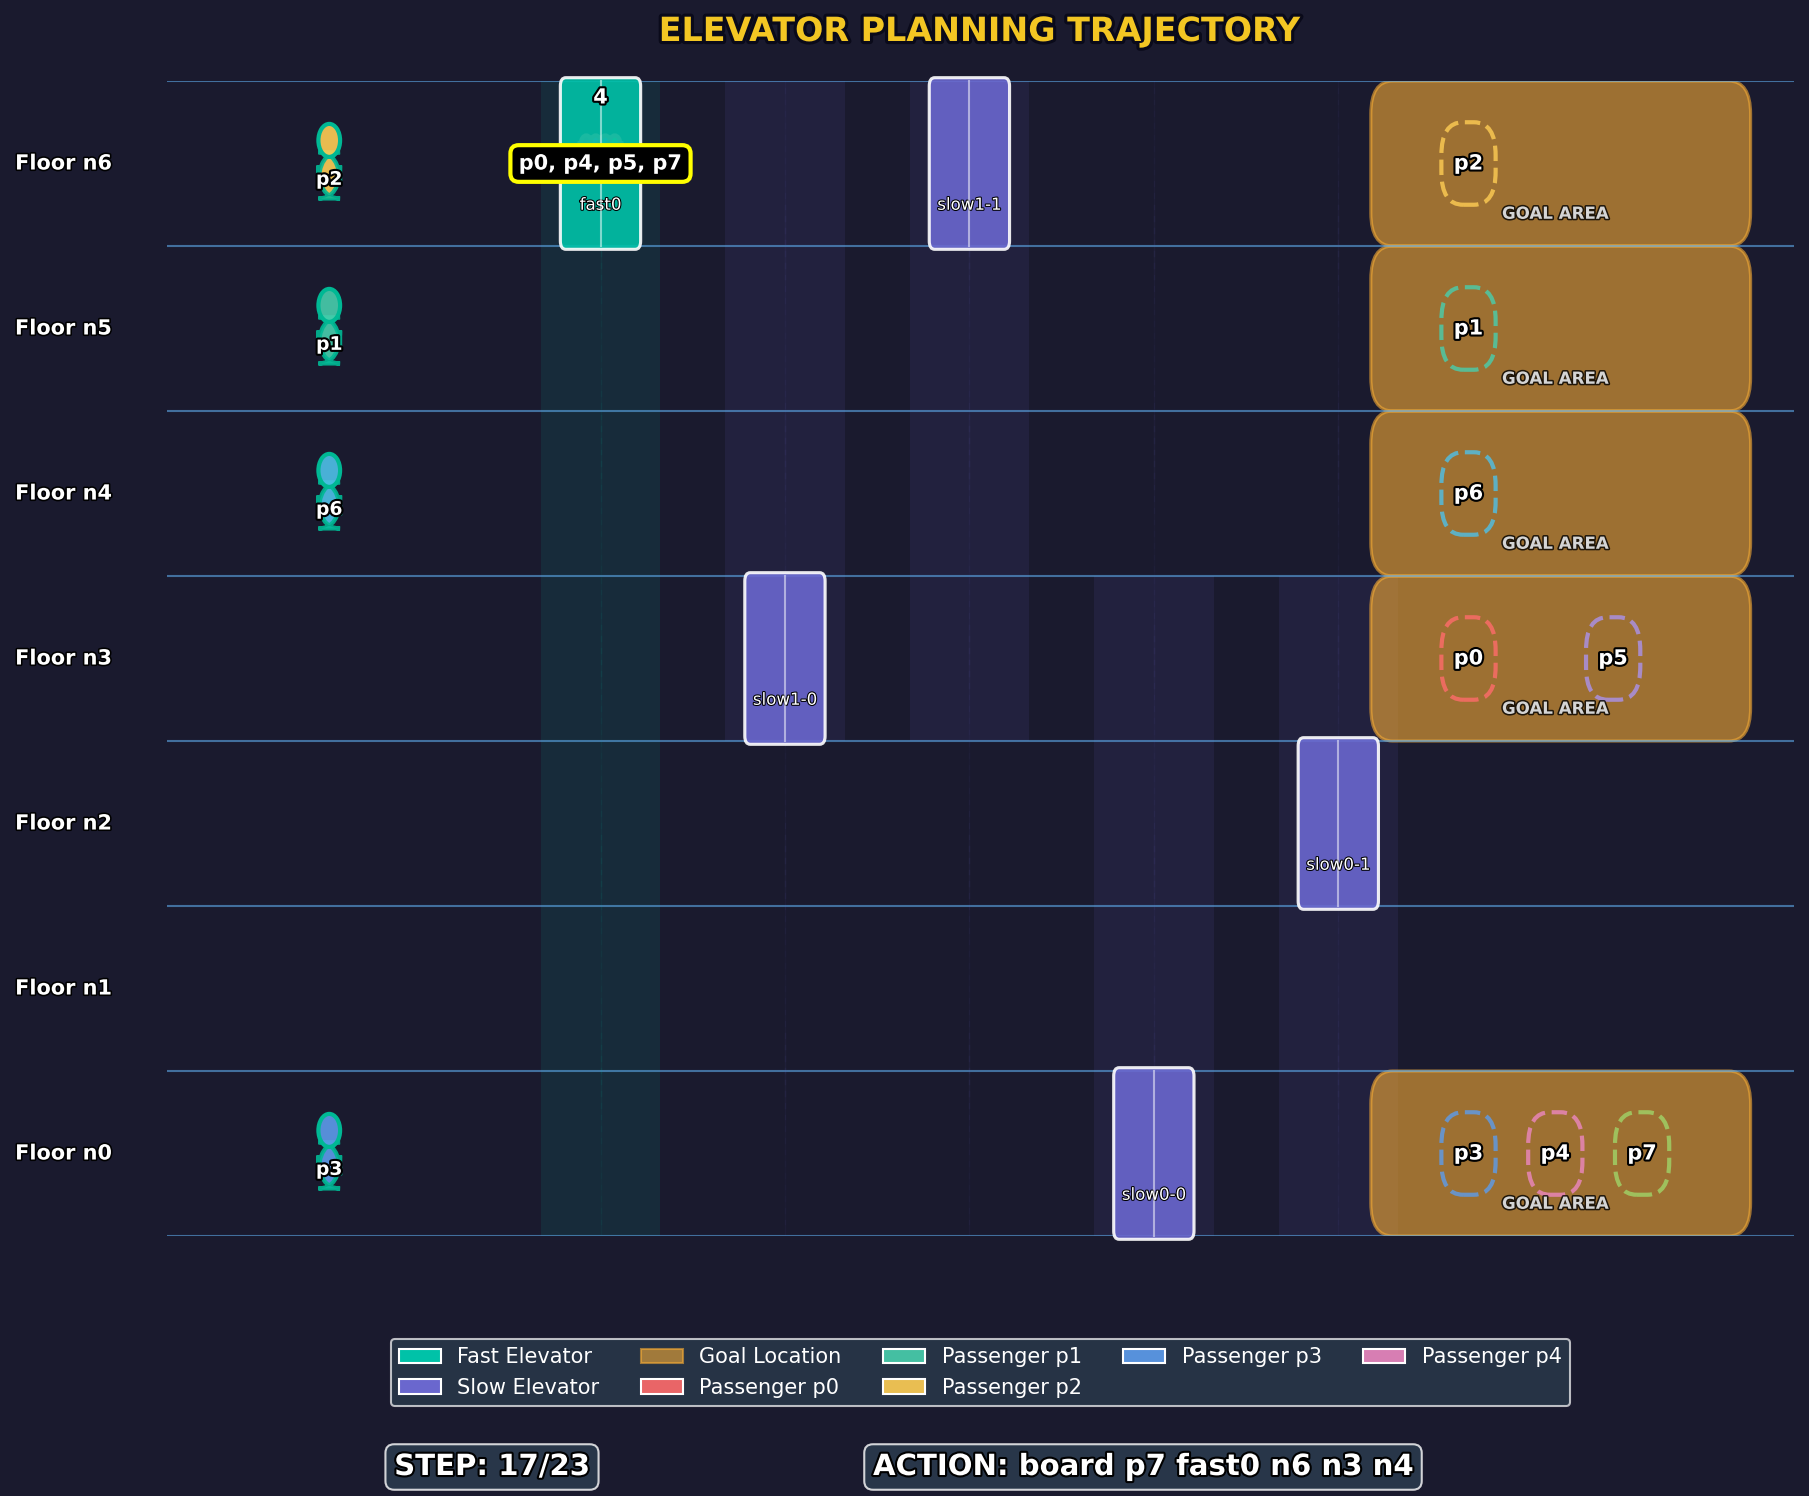 ELEVATOR PLANNING TRAJECTORY
Floor n6
p2
4
p0, p4, p5, p7
fast0
slow1-1
p2
GOAL AREA
Floor n5
p1
p1
GOAL AREA
Floor n4
p6
p6
GOAL AREA
Floor n3
slow1-0
p0
p5
GOAL AREA
Floor n2
slow0-1
Floor n1
Floor n0
p3
slow0-0
p3
p4
p7
GOAL AREA
Fast Elevator
Goal Location
Passenger p1
Passenger p3
Passenger p4
Slow Elevator
Passenger p0
Passenger p2
STEP: 17/23
ACTION: board p7 fast0 n6 n3 n4